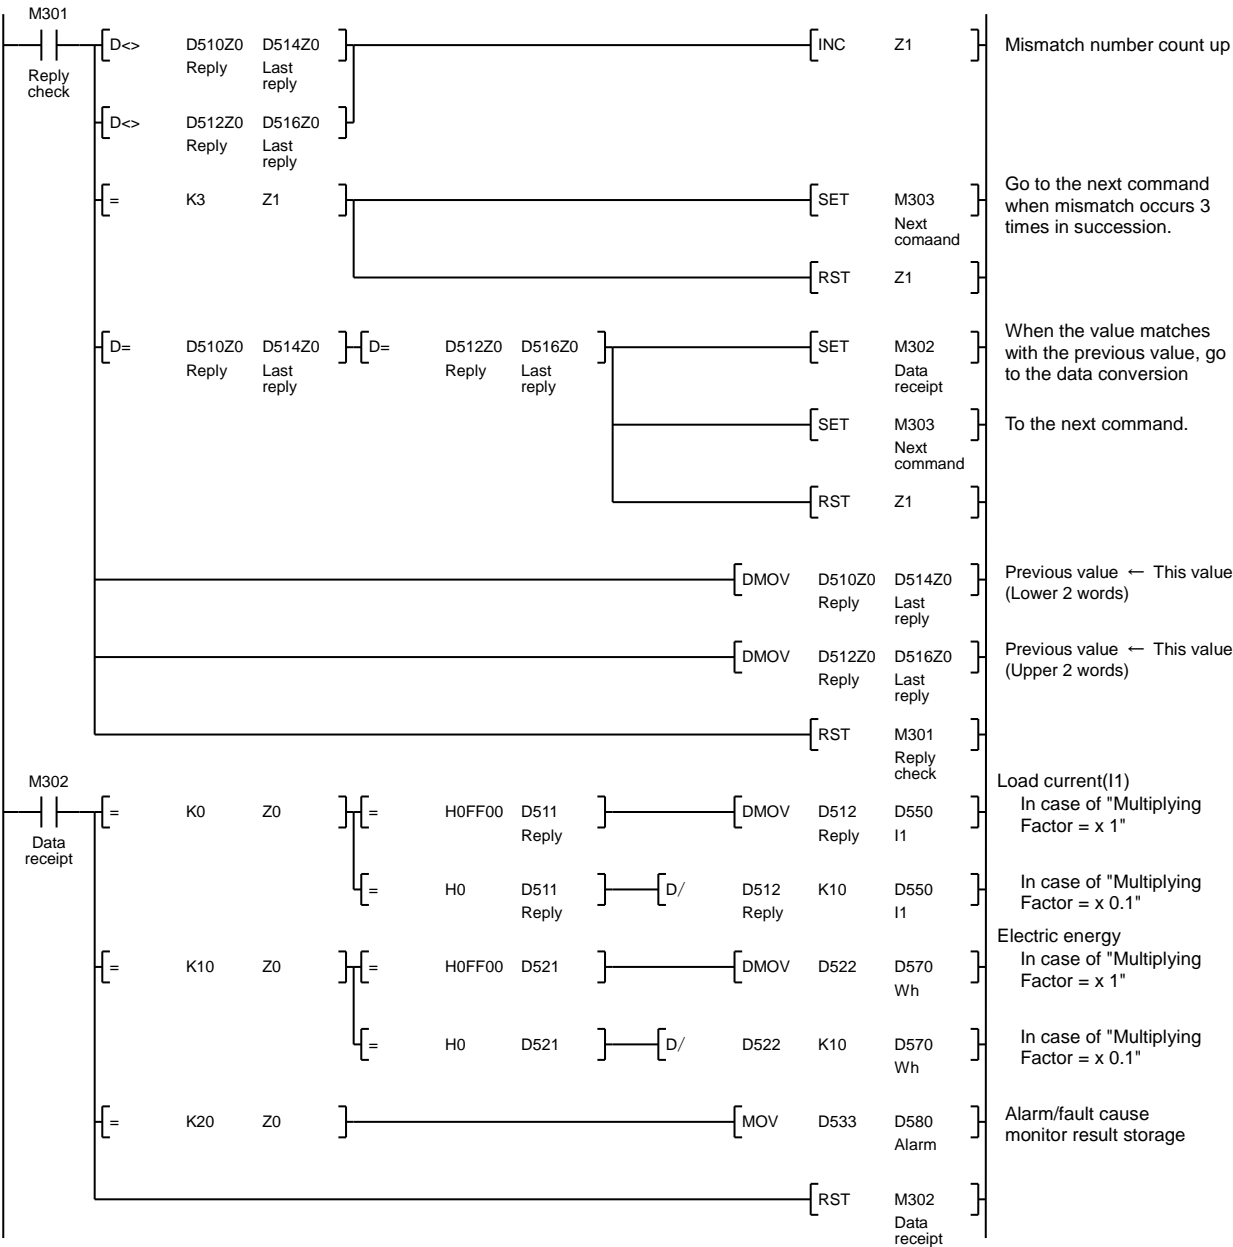 M301
D<> D510Z0 D514Z0 INC Z1 Mismatch number count up
Reply Last
reply
Reply
check
D<> D512Z0 D516Z0
Reply Last
reply
= K3 Z1 SET M303
Next
comaand
Go to the next command
when mismatch occurs 3
times in succession.
RST Z1
D= D510Z0 D514Z0 D= D512Z0 D516Z0 SET M302
Reply Last Reply Last Data
reply reply receipt
When the value matches
with the previous value, go
to the data conversion
SET M303 To the next command.
Next
command
RST Z1
DMOV D510Z0 D514Z0
Reply Last
reply
Previous value ← This value
(Lower 2 words)
DMOV D512Z0 D516Z0
Reply Last
reply
Previous value ← This value
(Upper 2 words)
RST M301
Reply
check
M302
Data
receipt
Load current(I1)
= K0 Z0 = H0FF00 D511 DMOV D512 D550
Reply Reply I1
In case of "Multiplying
Factor = x 1"
= H0 D511 D/ D512 K10 D550
Reply Reply I1
In case of "Multiplying
Factor = x 0.1"
Electric energy
= K10 Z0 = H0FF00 D521 DMOV D522 D570
Wh
In case of "Multiplying
Factor = x 1"
= H0 D521 D/ D522 K10 D570
Wh
In case of "Multiplying
Factor = x 0.1"
= K20 Z0 MOV D533 D580
Alarm
Alarm/fault cause
monitor result storage
RST M302
Data
receipt